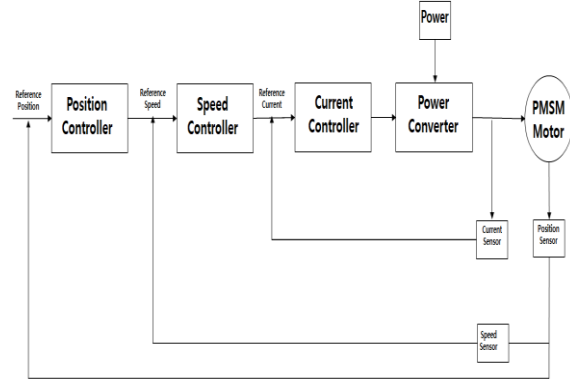 Power
Reference
Position
Position
Controller
Reference
Speed
Speed
Controller
Reference
Current
Current
Controller
Power
Converter
PMSM
Motor
Current
Sensor
Position
Sensor
Speed
Sensor